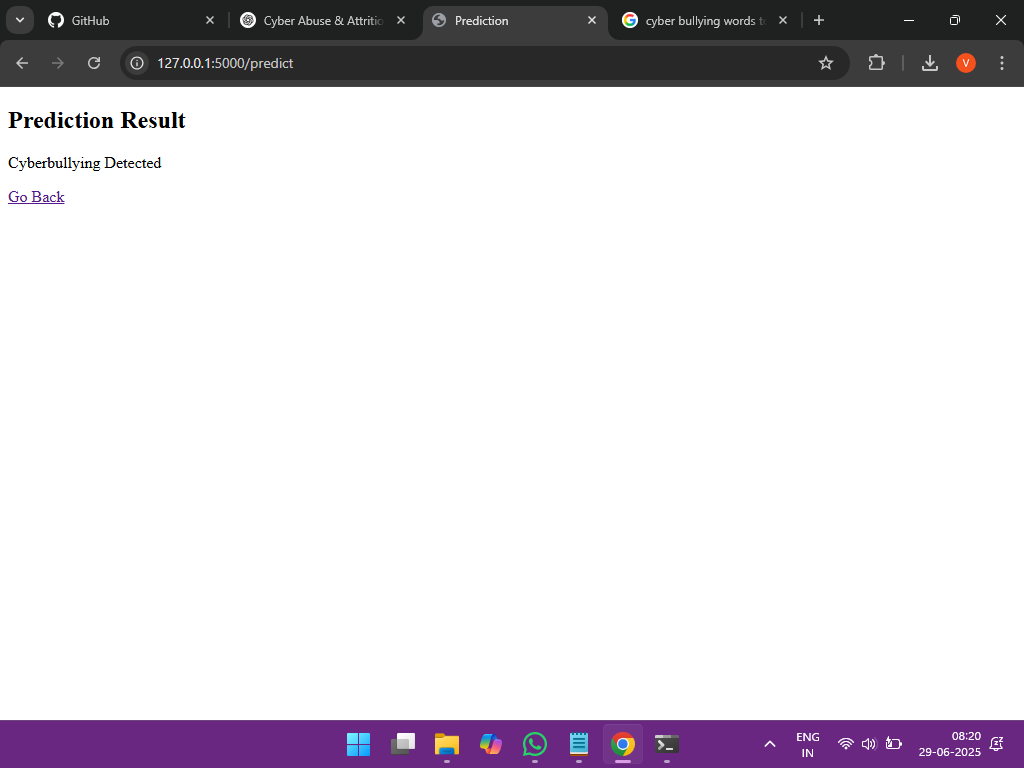 GitHub
Cyber Abuse & Attritio
Prediction
cyber bullying words to
127.0.0.1:5000/predict
V
Prediction Result
Cyberbullying Detected
Go Back
ENG
IN
08:20
29-06-2025